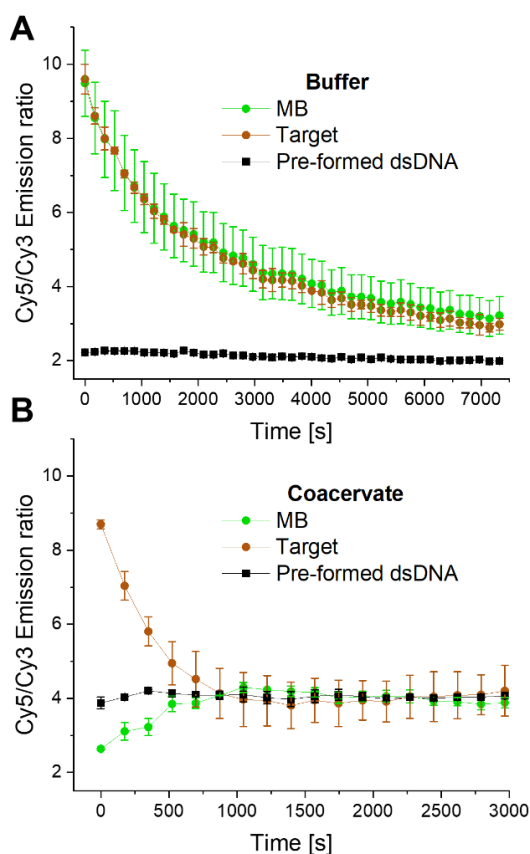 A
Buffer
MB
Target
Pre-formed dsDNA
Cy5/Cy3 Emission ratio
10
8
6
4
2
0 1000 2000 3000 4000 5000 6000 7000
Time [s]
B
Coacervate
MB
Target
Pre-formed dsDNA
Cy5/Cy3 Emission ratio
10
8
6
4
2
0 500 1000 1500 2000 2500 3000
Time [s]